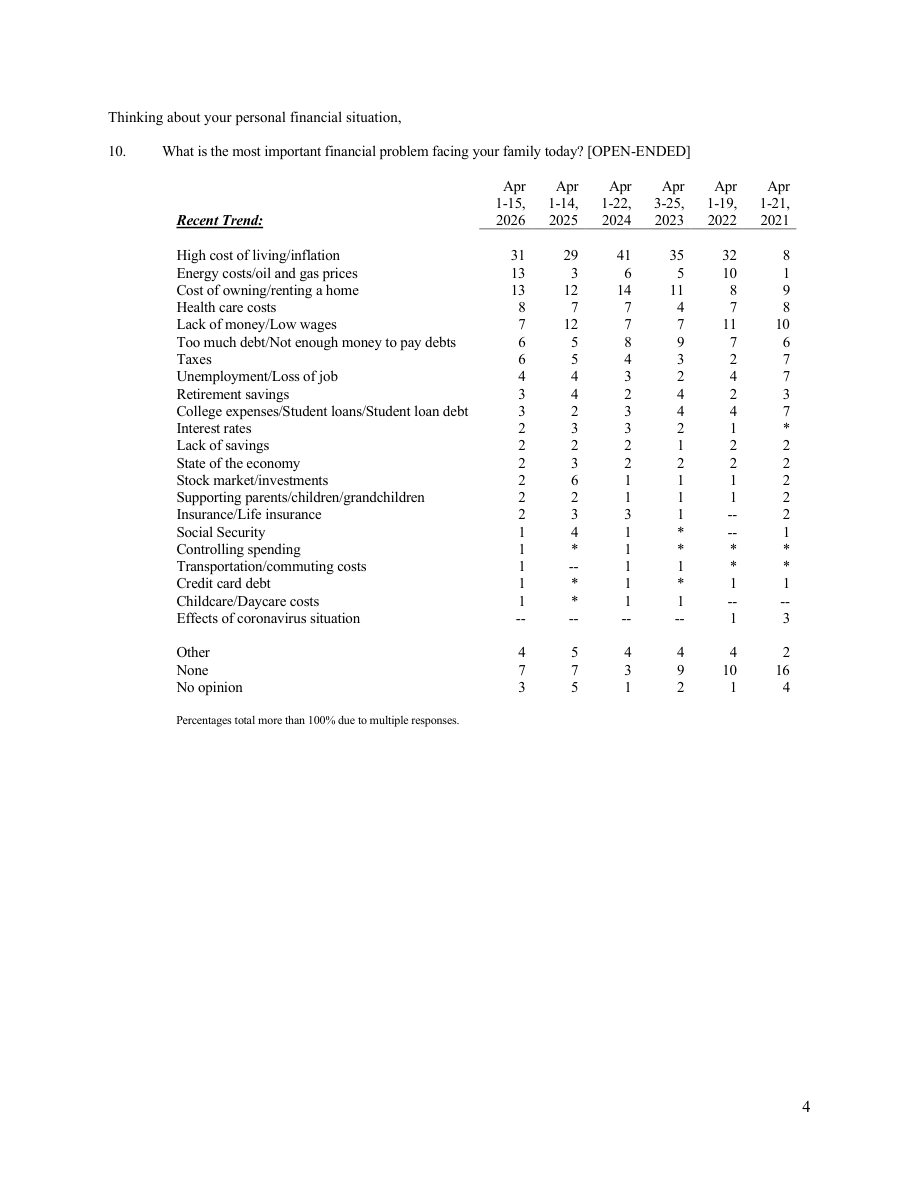 Thinking about your personal financial situation,
10. What is the most important financial problem facing your family today? [OPEN-ENDED]
Apr Apr Apr Apr Apr Apr
1-15, 1-14, 1-22, 3-25, 1-19, 1-21,
Recent Trend: 2026 2025 2024 2023 2022 2021
High cost of living/inflation 31 29 41 35 32 8
Energy costs/oil and gas prices 13 3 6 5 10 1
Cost of owning/renting a home 13 12 14 11 8 9
Health care costs 8 7 7 4 7 8
Lack of money/Low wages 7 12 7 7 11 10
Too much debt/Not enough money to pay debts 6 5 8 9 7 6
Taxes 6 5 4 3 2 7
Unemployment/Loss of job 4 4 3 2 4 7
Retirement savings 3 4 2 4 2 3
College expenses/Student loans/Student loan debt 3 2 3 4 4 7
Interest rates 2 3 3 2 1 *
Lack of savings 2 2 2 1 2 2
State of the economy 2 3 2 2 2 2
Stock market/investments 2 6 1 1 1 2
Supporting parents/children/grandchildren 2 2 1 1 1 2
Insurance/Life insurance 2 3 3 1 -- 2
Social Security 1 4 1 * -- 1
Controlling spending 1 * 1 * * *
Transportation/commuting costs 1 -- 1 1 * *
Credit card debt 1 * 1 * 1 1
Childcare/Daycare costs 1 * 1 1 -- --
Effects of coronavirus situation -- -- -- -- 1 3
Other 4 5 4 4 4 2
None 7 7 3 9 10 16
No opinion 3 5 1 2 1 4
Percentages total more than 100% due to multiple responses.
4